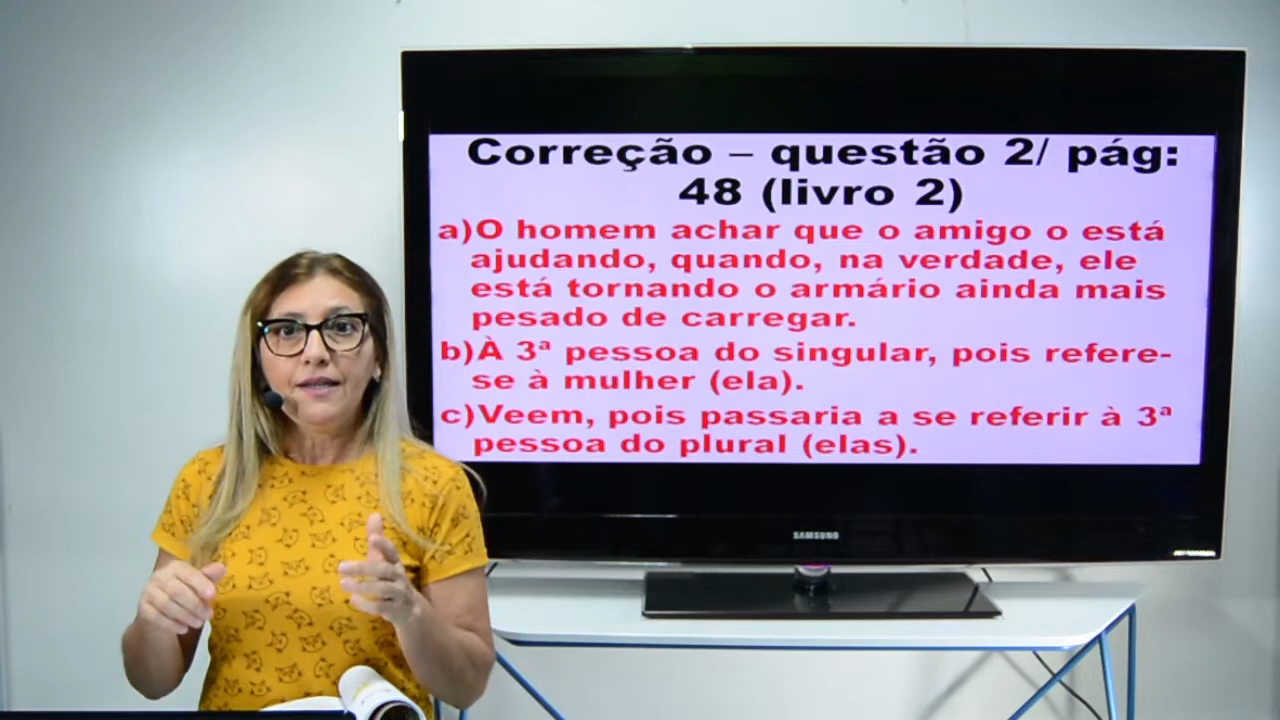 Correção – questão 2/ pág:
48 (livro 2)
a)O homem achar que o amigo o está
ajudando, quando, na verdade, ele
está tornando o armário ainda mais
pesado de carregar.
b)À 3ª pessoa do singular, pois refere-
se à mulher (ela).
c)Veem, pois passaria a se referir à 3ª
pessoa do plural (elas).
SAMSUNG